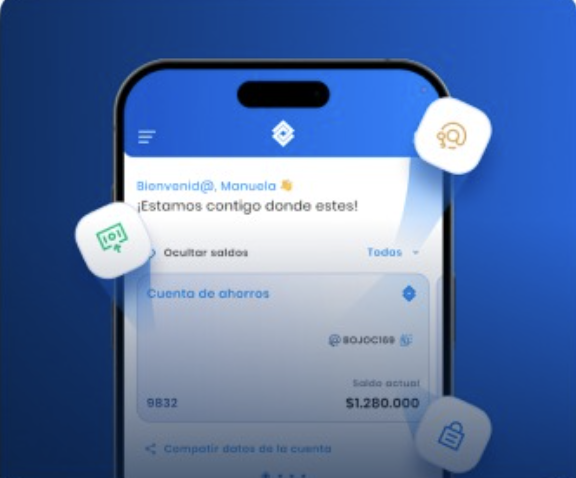 Bienvenid@, Manuela 👋
¡Estamos contigo donde estes!
Ocultar saldos
Todas
Cuenta de ahorros
@BOJOC169
Saldo actual
9832
$1.280.000
Compatir datos de la cuenta